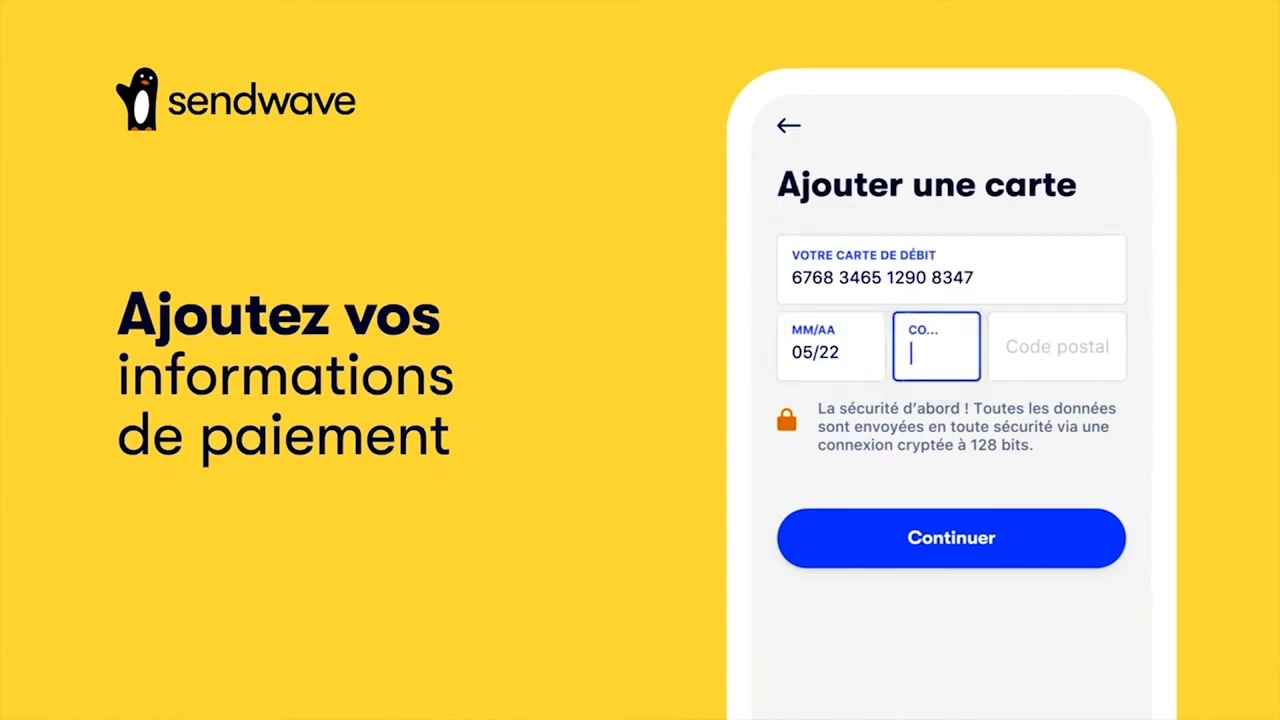 sendwave
Ajoutez vos
informations
de paiement
Ajouter une carte
VOTRE CARTE DE DÉBIT
6768 3465 1290 8347
MM/AA
05/22
CO...
Code postal
La sécurité d’abord ! Toutes les données
sont envoyées en toute sécurité via une
connexion cryptée à 128 bits.
Continuer